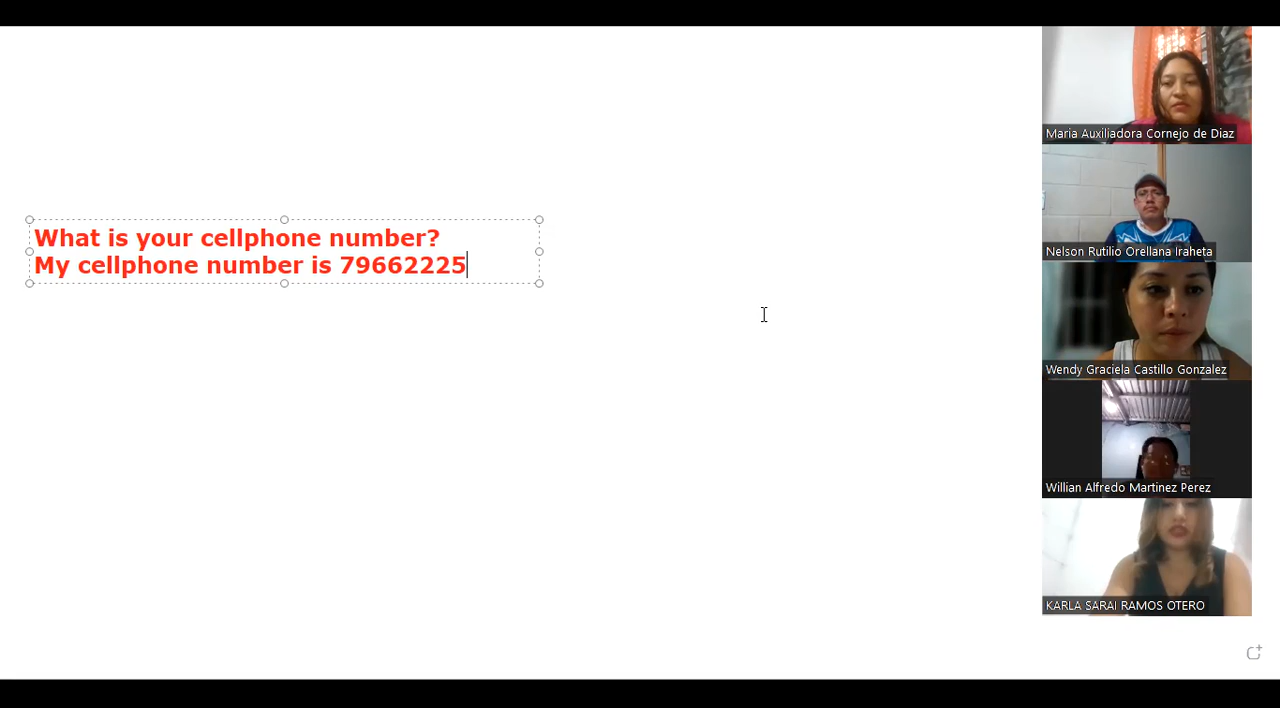 What is your cellphone number?
My cellphone number is 79662225
Maria Auxiliadora Cornejo de Diaz
Nelson Rutilio Orellana Iraheta
Wendy Graciela Castillo Gonzalez
Willian Alfredo Martinez Perez
KARLA SARAI RAMOS OTERO